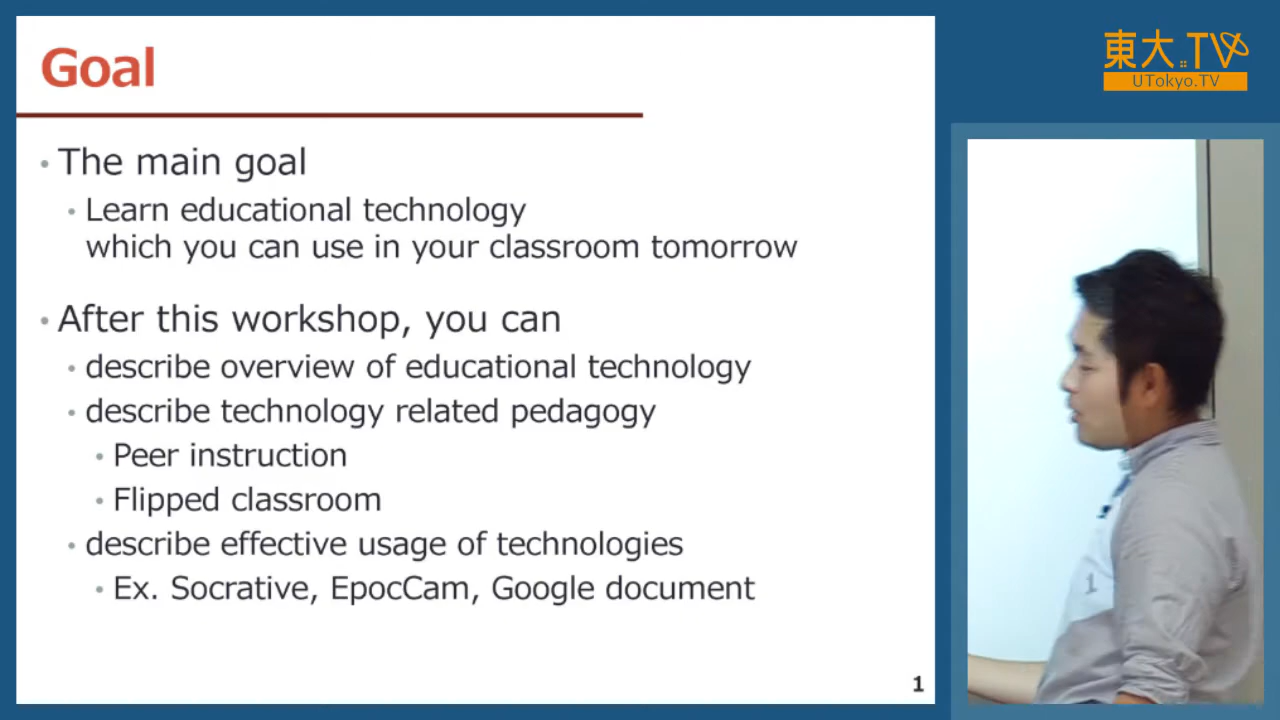 Goal
• The main goal
• Learn educational technology
which you can use in your classroom tomorrow
• After this workshop, you can
• describe overview of educational technology
• describe technology related pedagogy
• Peer instruction
• Flipped classroom
• describe effective usage of technologies
• Ex. Socrative, EpocCam, Google document
1
東大TV
UTokyo.TV
1